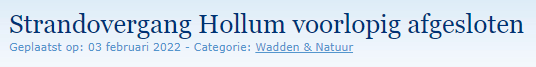 Strandovergang Hollum voorlopig afgesloten
Geplaatst op: 03 februari 2022 - Categorie: Wadden & Natuur